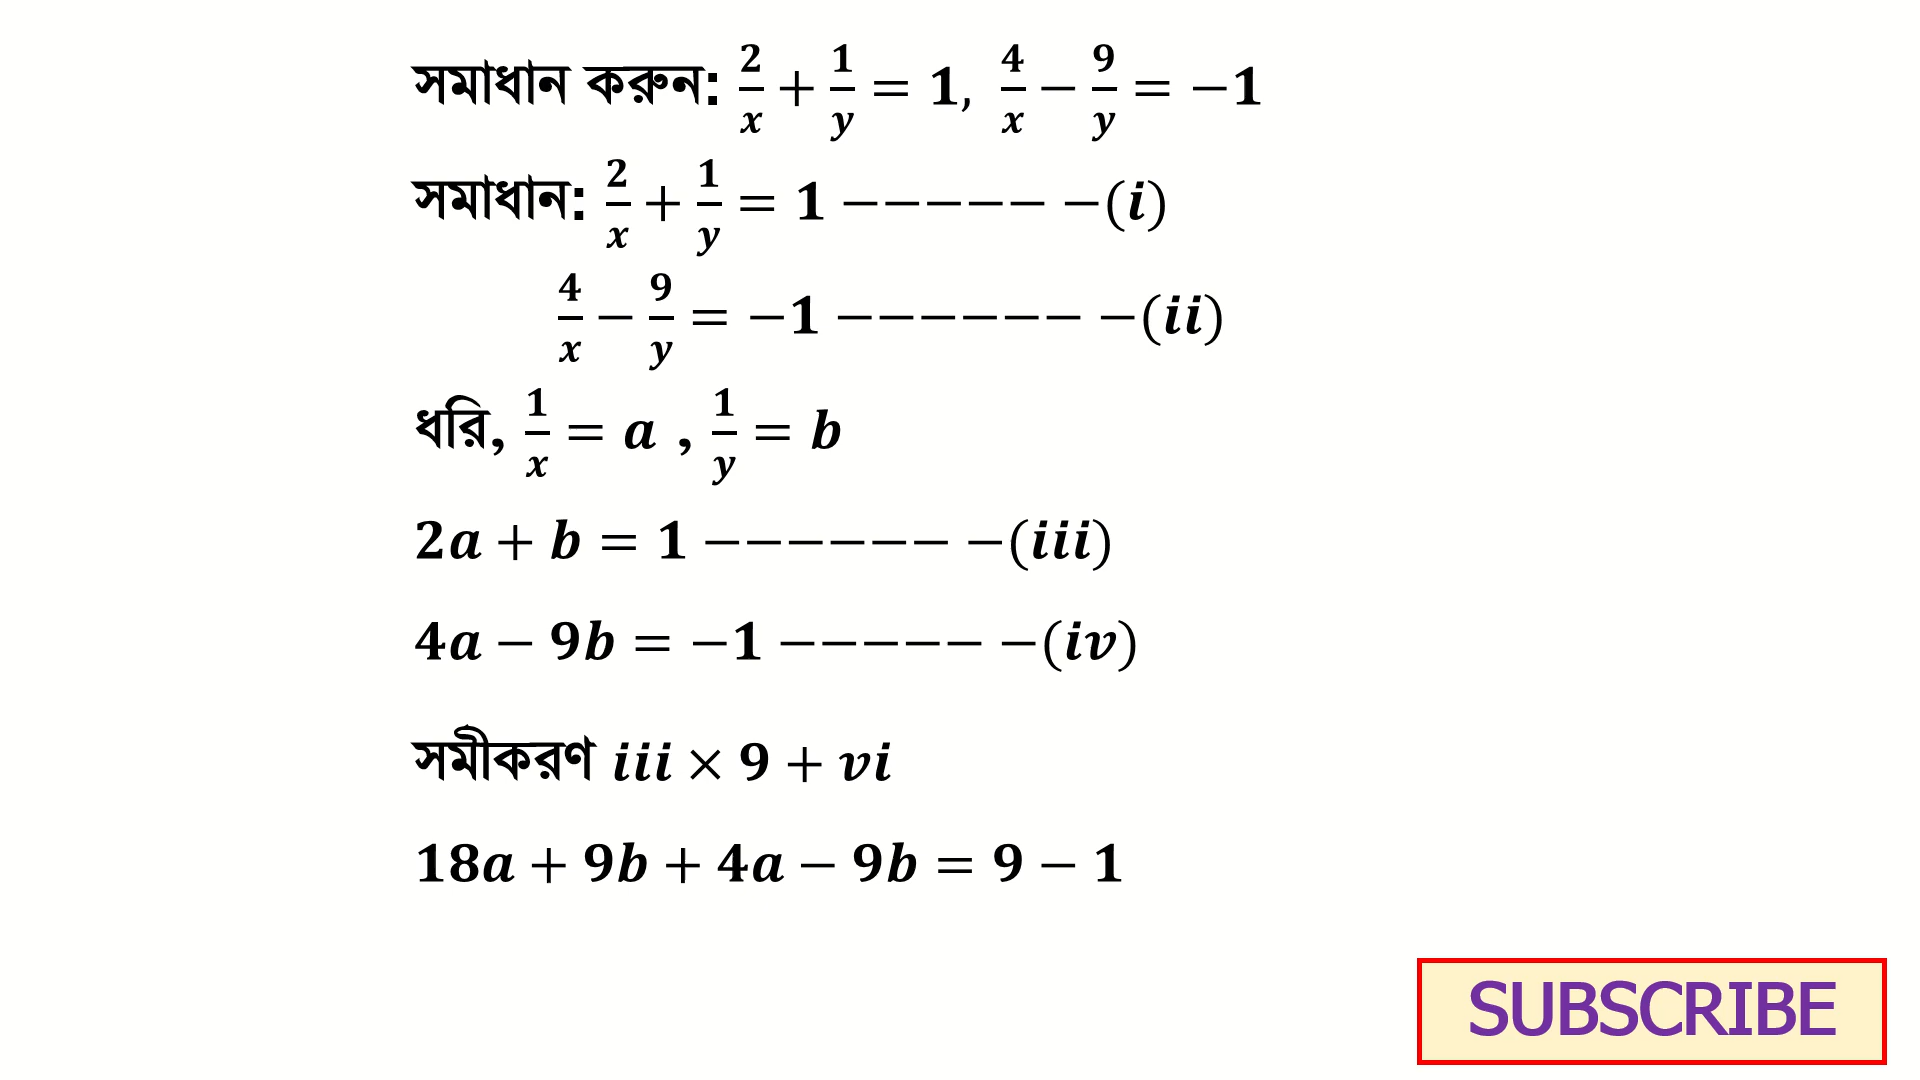 সমাধান করুন: 2/x + 1/y = 1, 4/x − 9/y = −1
সমাধান: 2/x + 1/y = 1 − − − − − −(i)
4/x − 9/y = −1 − − − − − − −(ii)
ধরি, 1/x = a , 1/y = b
2a + b = 1 − − − − − − −(iii)
4a − 9b = −1 − − − − − −(iv)
সমীকরণ iii × 9 + vi
18a + 9b + 4a − 9b = 9 − 1
SUBSCRIBE